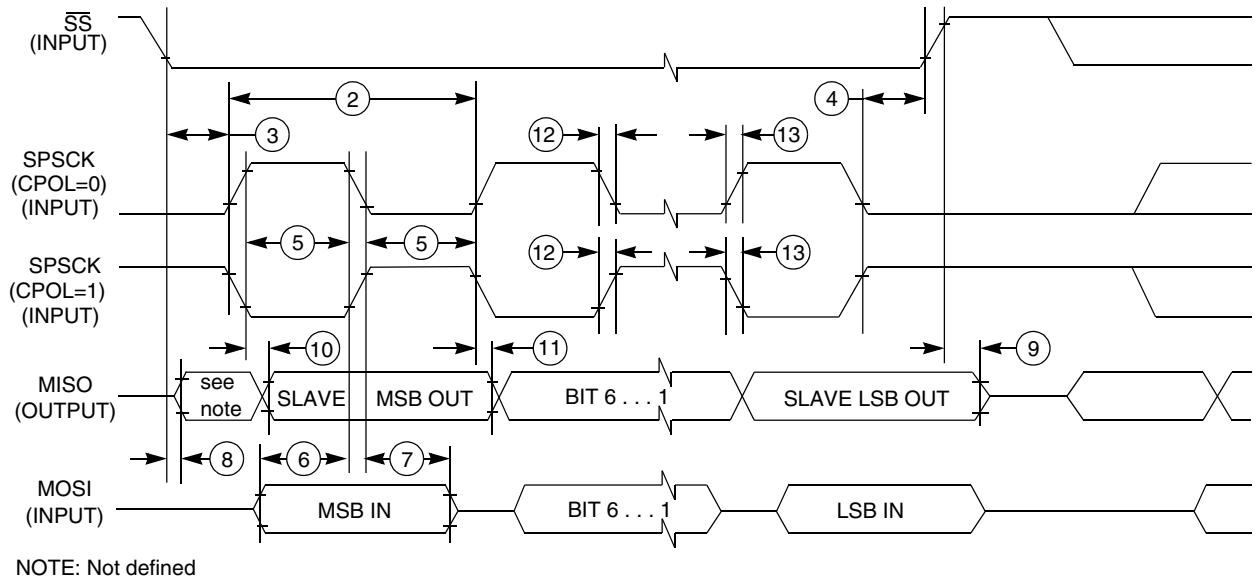 SS
(INPUT)
2
4
3
12
13
SPSCK
(CPOL=0)
(INPUT)
5
5
12
13
SPSCK
(CPOL=1)
(INPUT)
10
11
9
MISO
(OUTPUT)
see
note
SLAVE
MSB OUT
BIT 6 . . . 1
SLAVE LSB OUT
8
6
7
MOSI
(INPUT)
MSB IN
BIT 6 . . . 1
LSB IN
NOTE: Not defined